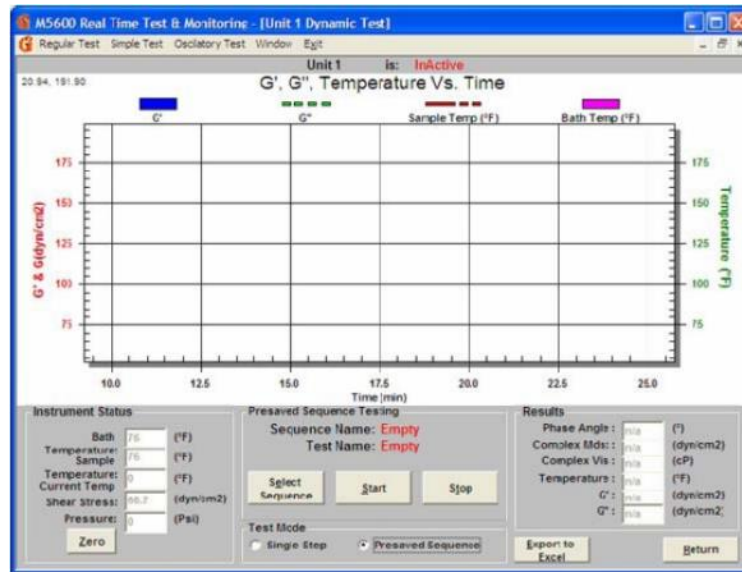 M5600 Real Time Test & Monitoring - [Unit 1 Dynamic Test]
Regular Test Simple Test Oscilatory Test Window Exit
Unit 1 is: InActive
20.94, 191.90
G', G'', Temperature Vs. Time
G' G'' Sample Temp (°F) Bath Temp (°F)
G' & G(dyn/cm2)
175
150
125
100
75
175
150
125
100
75
Temperature (°F)
10.0 12.5 15.0 17.5 20.0 22.5 25.0
Time(min)
Instrument Status
Bath 76 (°F)
Temperature:
Sample 76 (°F)
Temperature:
Current Temp 0 (°F)
Shear Stress: (dyn/cm2)
Pressure: 0 (Psi)
Zero
Presaved Sequence Testing
Sequence Name: Empty
Test Name: Empty
Select Sequence
Start
Stop
Test Mode
Single Step Presaved Sequence
Results
Phase Angle : n/a (°)
Complex Mds: : n/a (dyn/cm2)
Complex Vis : n/a (cP)
Temperature : n/a (°F)
G' : n/a (dyn/cm2)
G'' : n/a (dyn/cm2)
Export to Excel
Return